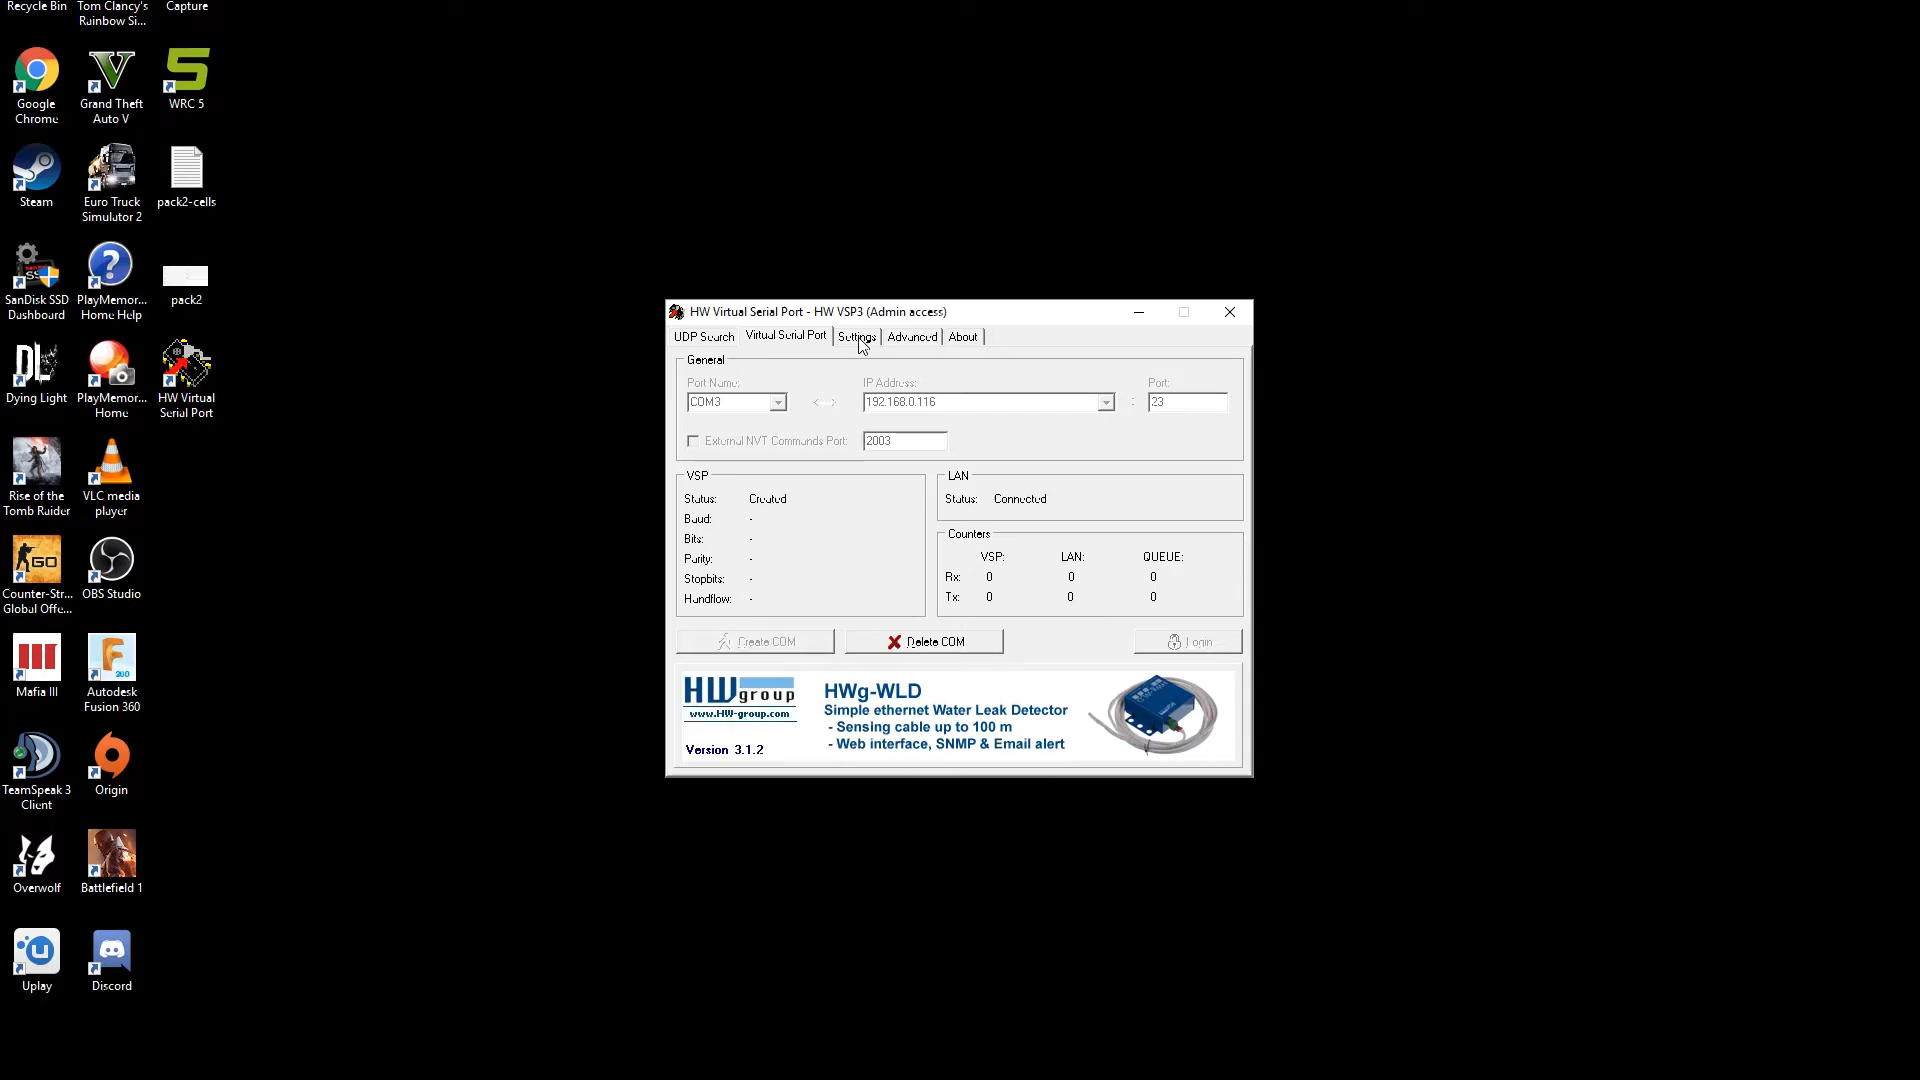 Recycle Bin
Tom Clancy's
Rainbow Si...
Capture
Google
Chrome
Grand Theft
Auto V
WRC 5
Steam
Euro Truck
Simulator 2
pack2-cells
SanDisk SSD
Dashboard
PlayMemor...
Home Help
pack2
Dying Light
PlayMemor...
Home
HW Virtual
Serial Port
Rise of the
Tomb Raider
VLC media
player
Counter-Str...
Global Offe...
OBS Studio
Mafia III
Autodesk
Fusion 360
TeamSpeak 3
Client
Origin
Overwolf
Battlefield 1
Uplay
Discord
HW Virtual Serial Port - HW VSP3 (Admin access)
UDP Search
Virtual Serial Port
Settings
Advanced
About
General
Port Name:
IP Address:
Port:
COM3
<->
192.168.0.116
:
23
External NVT Commands Port:
2003
VSP
Status: Created
Baud: -
Bits: -
Parity: -
Stopbits: -
Handflow: -
LAN
Status: Connected
Counters
VSP: LAN: QUEUE:
Rx: 0 0 0
Tx: 0 0 0
Create COM
Delete COM
Login
HWgroup
www.HW-group.com
Version 3.1.2
HWg-WLD
Simple ethernet Water Leak Detector
- Sensing cable up to 100 m
- Web interface, SNMP & Email alert